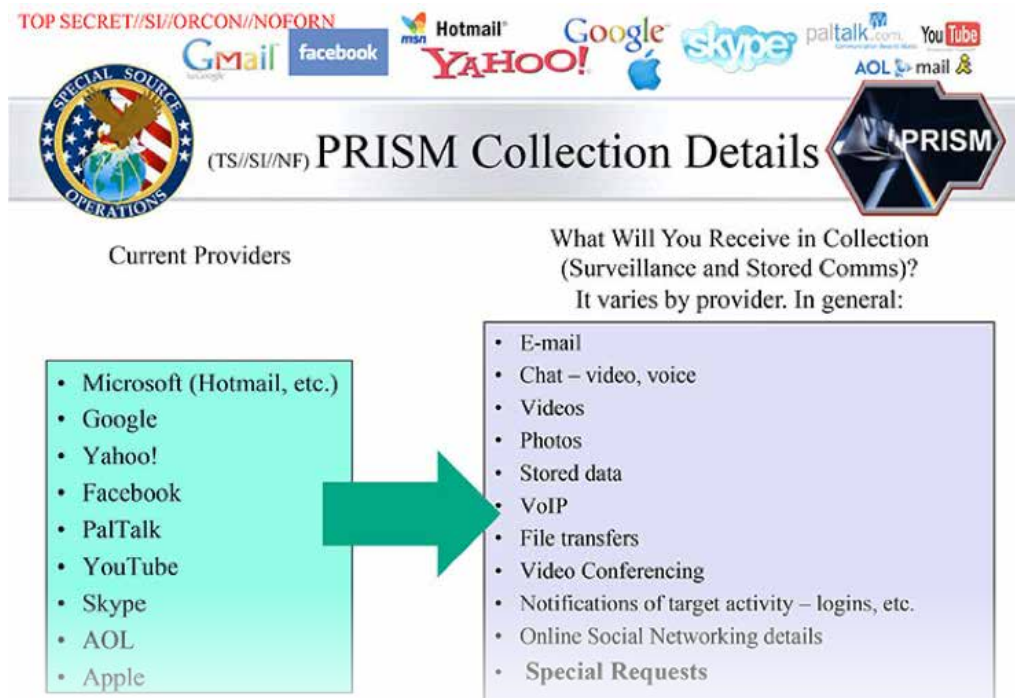 TOP SECRET//SI//ORCON//NOFORN
Gmail
by Google
facebook
msn
Hotmail
YAHOO!
Google
skype
paltalk.com
YouTube
AOL mail
SPECIAL SOURCE OPERATIONS
(TS//SI//NF) PRISM Collection Details
PRISM
Current Providers
• Microsoft (Hotmail, etc.)
• Google
• Yahoo!
• Facebook
• PalTalk
• YouTube
• Skype
• AOL
• Apple
What Will You Receive in Collection
(Surveillance and Stored Comms)?
It varies by provider. In general:
• E-mail
• Chat – video, voice
• Videos
• Photos
• Stored data
• VoIP
• File transfers
• Video Conferencing
• Notifications of target activity – logins, etc.
• Online Social Networking details
• Special Requests